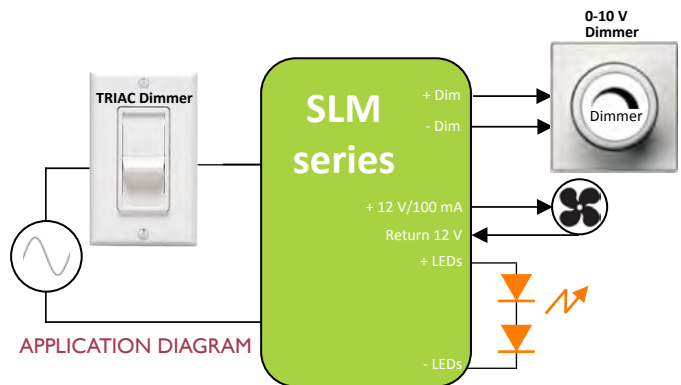 0-10 V
Dimmer
TRIAC Dimmer
SLM
series
+ Dim
- Dim
Dimmer
+ 12 V/100 mA
Return 12 V
+ LEDs
- LEDs
APPLICATION DIAGRAM